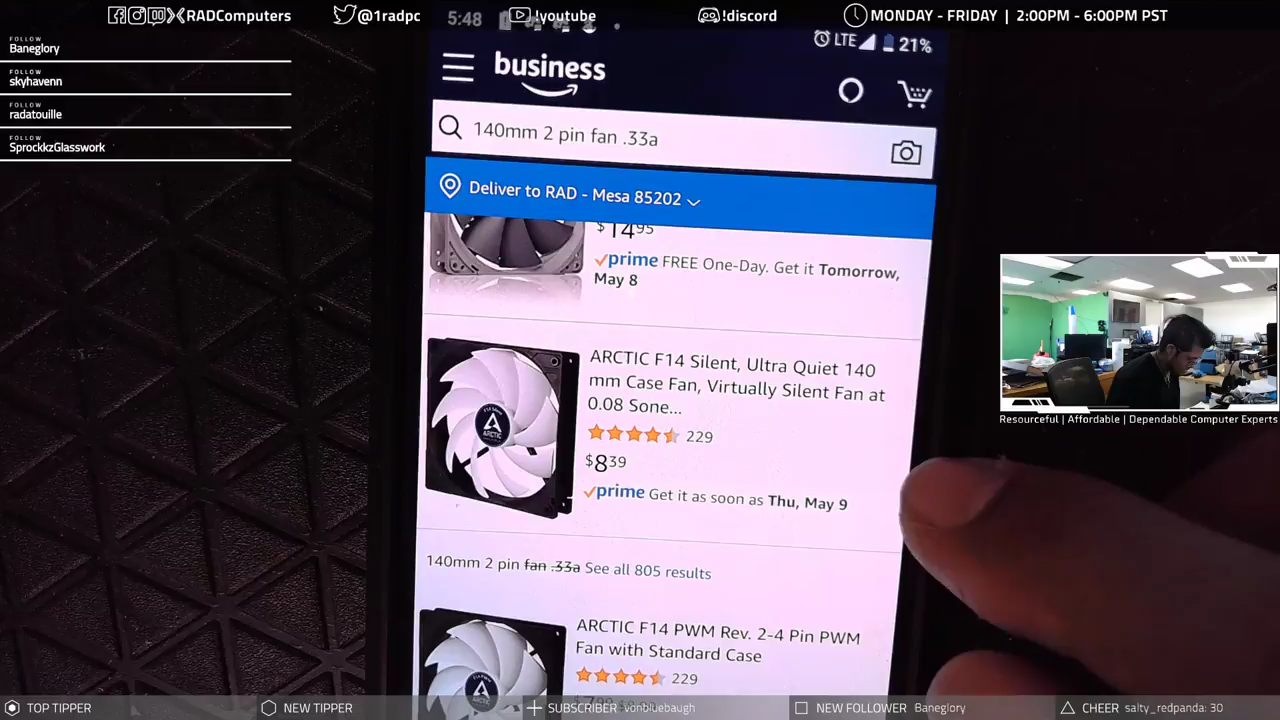 RADComputers
@1radpc
!youtube
!discord
MONDAY - FRIDAY | 2:00PM - 6:00PM PST
FOLLOW
Baneglory
FOLLOW
skyhavenn
FOLLOW
radatouille
FOLLOW
SprockkzGlasswork
5:48
LTE
21%
business
140mm 2 pin fan .33a
Deliver to RAD - Mesa 85202
$14.95
prime FREE One-Day. Get it Tomorrow,
May 8
ARCTIC F14 Silent, Ultra Quiet 140
mm Case Fan, Virtually Silent Fan at
0.08 Sone...
229
$8.39
prime Get it as soon as Thu, May 9
F14 Silent
ARCTIC
140mm 2 pin fan .33a See all 805 results
ARCTIC F14 PWM Rev. 2-4 Pin PWM
Fan with Standard Case
229
F14 PWM
Resourceful | Affordable | Dependable Computer Experts
TOP TIPPER
NEW TIPPER
SUBSCRIBER vonbluebaugh
NEW FOLLOWER Baneglory
CHEER salty_redpanda: 30